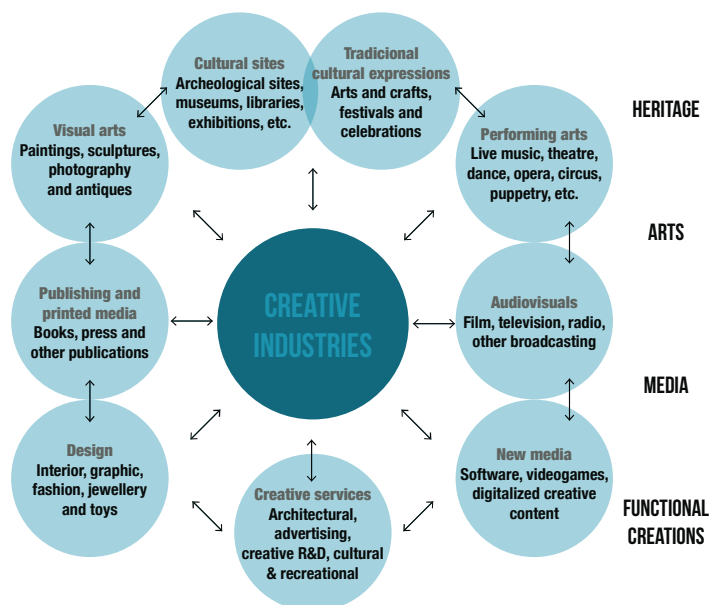 Cultural sites
Archeological sites,
museums, libraries,
exhibitions, etc.
Tradicional
cultural expressions
Arts and crafts,
festivals and
celebrations
HERITAGE
Visual arts
Paintings, sculptures,
photography
and antiques
Performing arts
Live music, theatre,
dance, opera, circus,
puppetry, etc.
ARTS
Publishing and
printed media
Books, press and
other publications
CREATIVE
INDUSTRIES
Audiovisuals
Film, television, radio,
other broadcasting
MEDIA
Design
Interior, graphic,
fashion, jewellery
and toys
Creative services
Architectural,
advertising,
creative R&D, cultural
& recreational
New media
Software, videogames,
digitalized creative
content
FUNCTIONAL
CREATIONS